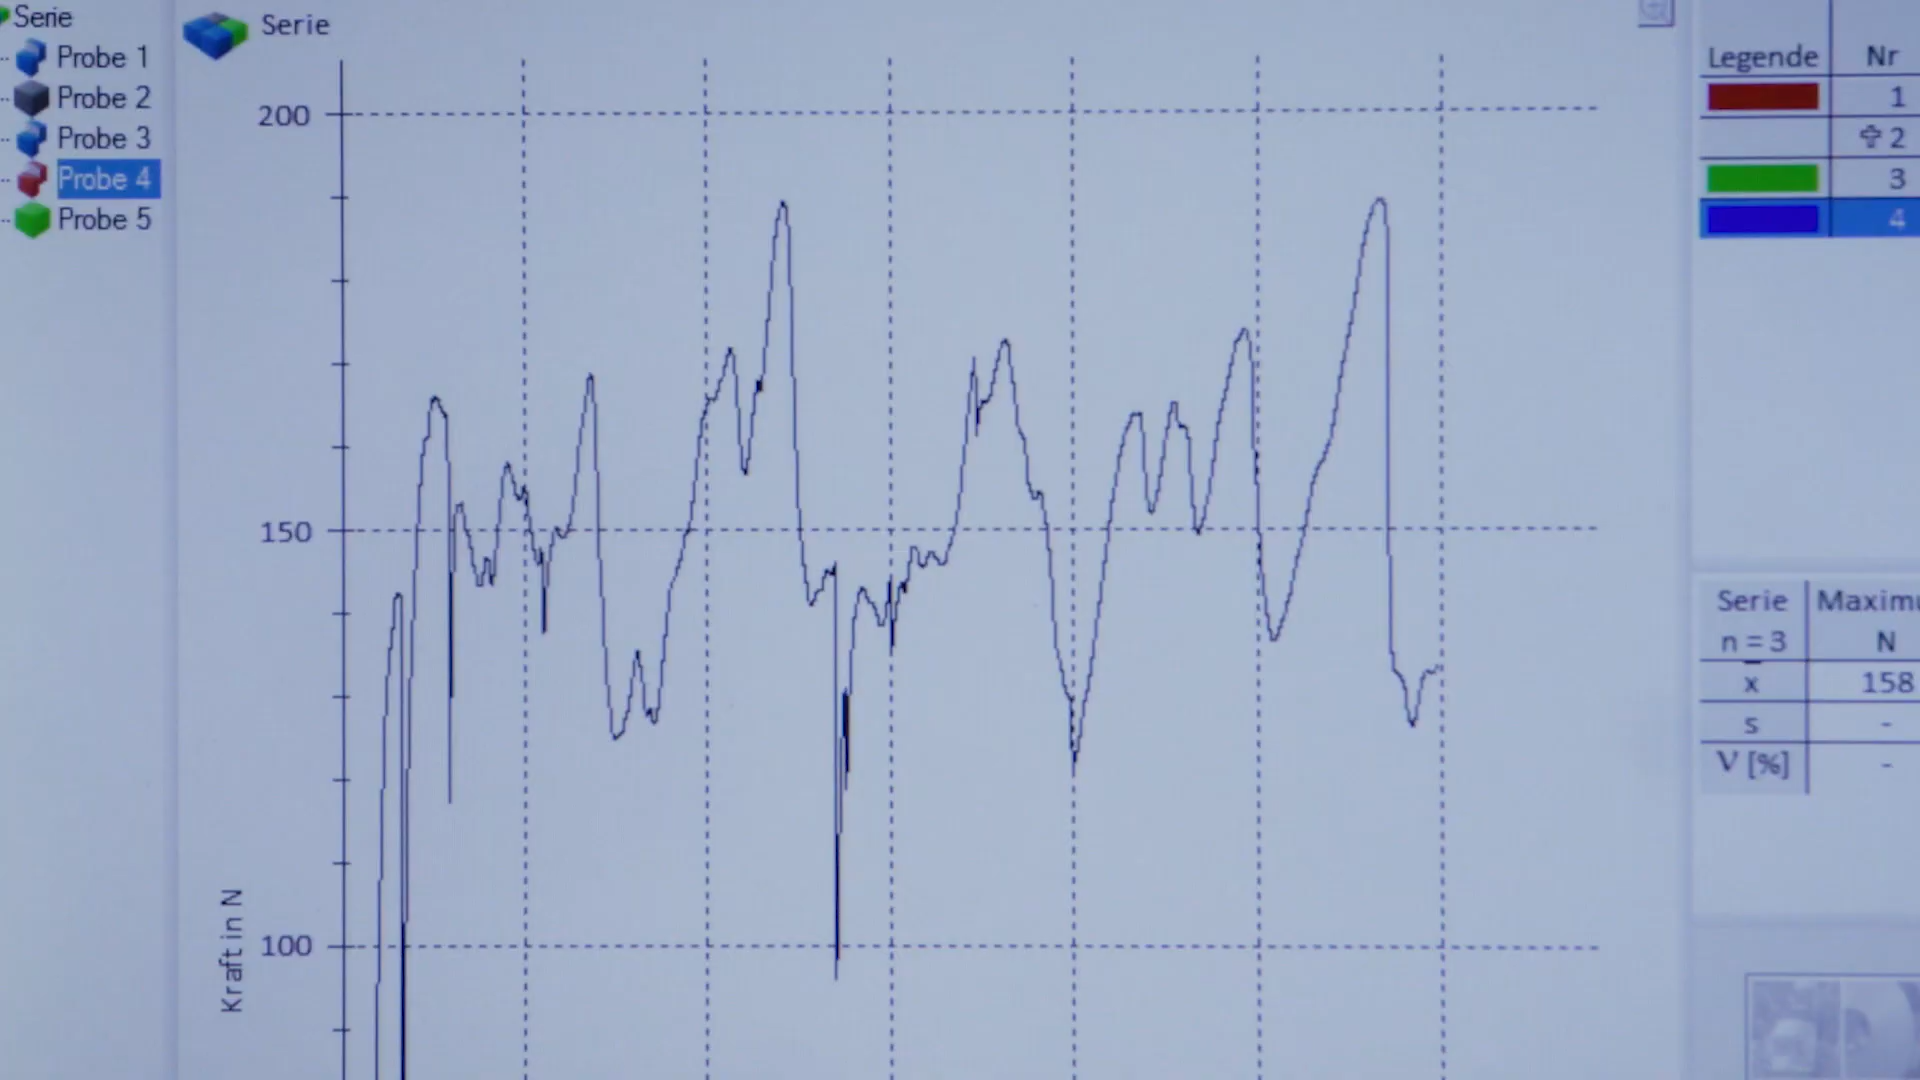 Serie
Probe 1
Probe 2
Probe 3
Probe 4
Probe 5
Serie
200
150
100
Kraft in N
Legende Nr
1
2
3
4
Serie Maximu
n = 3 N
x 158
s -
V [%] -